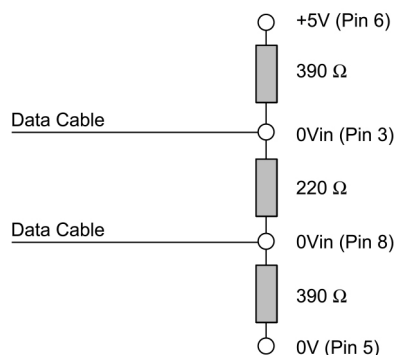 +5V (Pin 6)
390 Ω
Data Cable
0Vin (Pin 3)
220 Ω
Data Cable
0Vin (Pin 8)
390 Ω
0V (Pin 5)